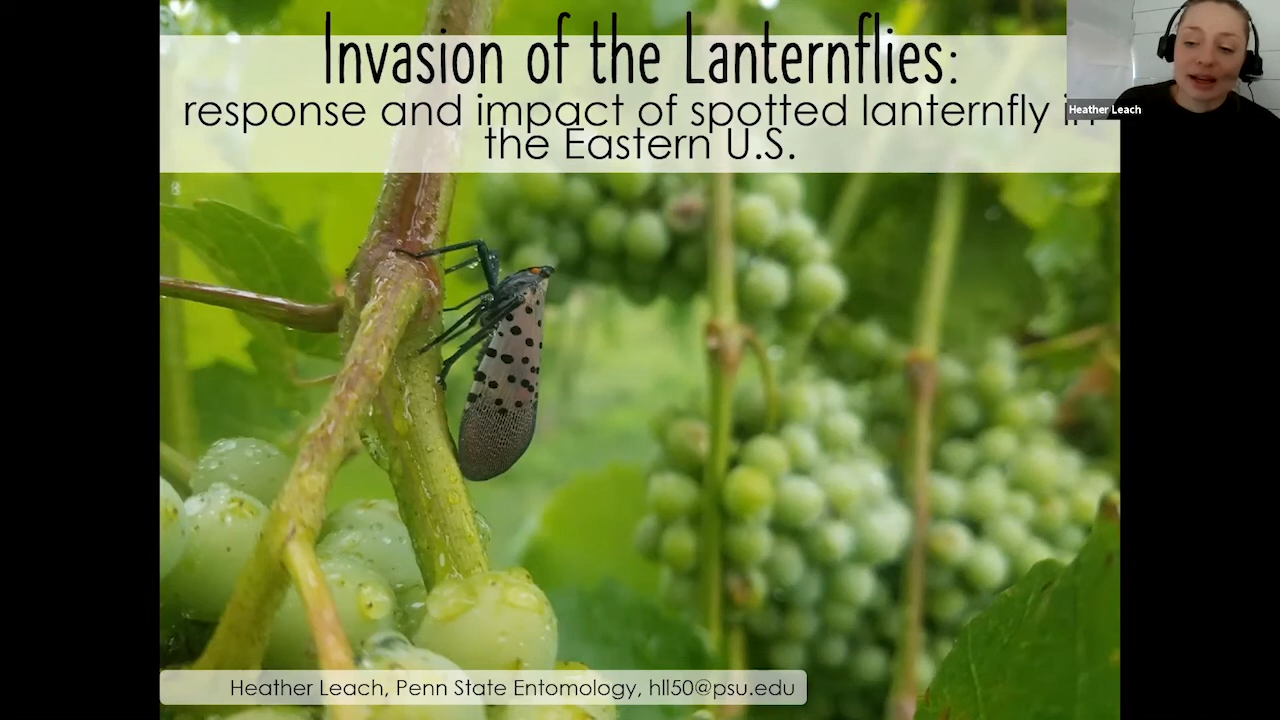 Invasion of the Lanternflies:
response and impact of spotted lanternfly in
the Eastern U.S.
Heather Leach
Heather Leach, Penn State Entomology, hll50@psu.edu